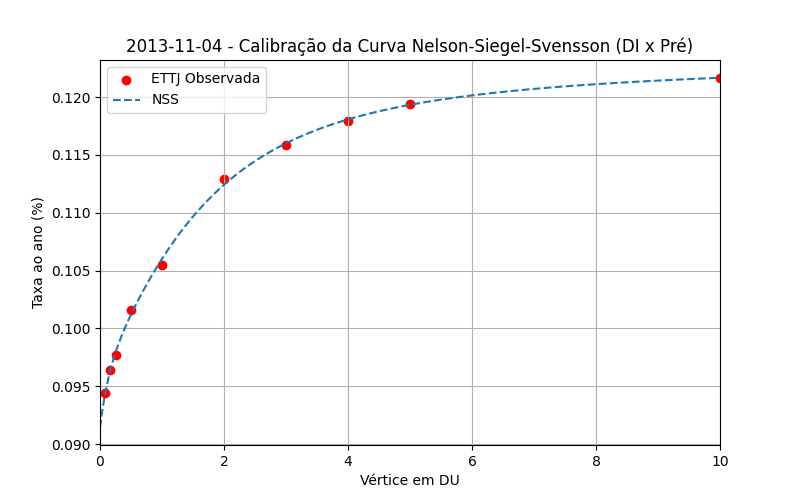 2013-11-04 - Calibração da Curva Nelson-Siegel-Svensson (DI x Pré)
ETTJ Observada
NSS
Taxa ao ano (%)
0.120
0.115
0.110
0.105
0.100
0.095
0.090
0 2 4 6 8 10
Vértice em DU